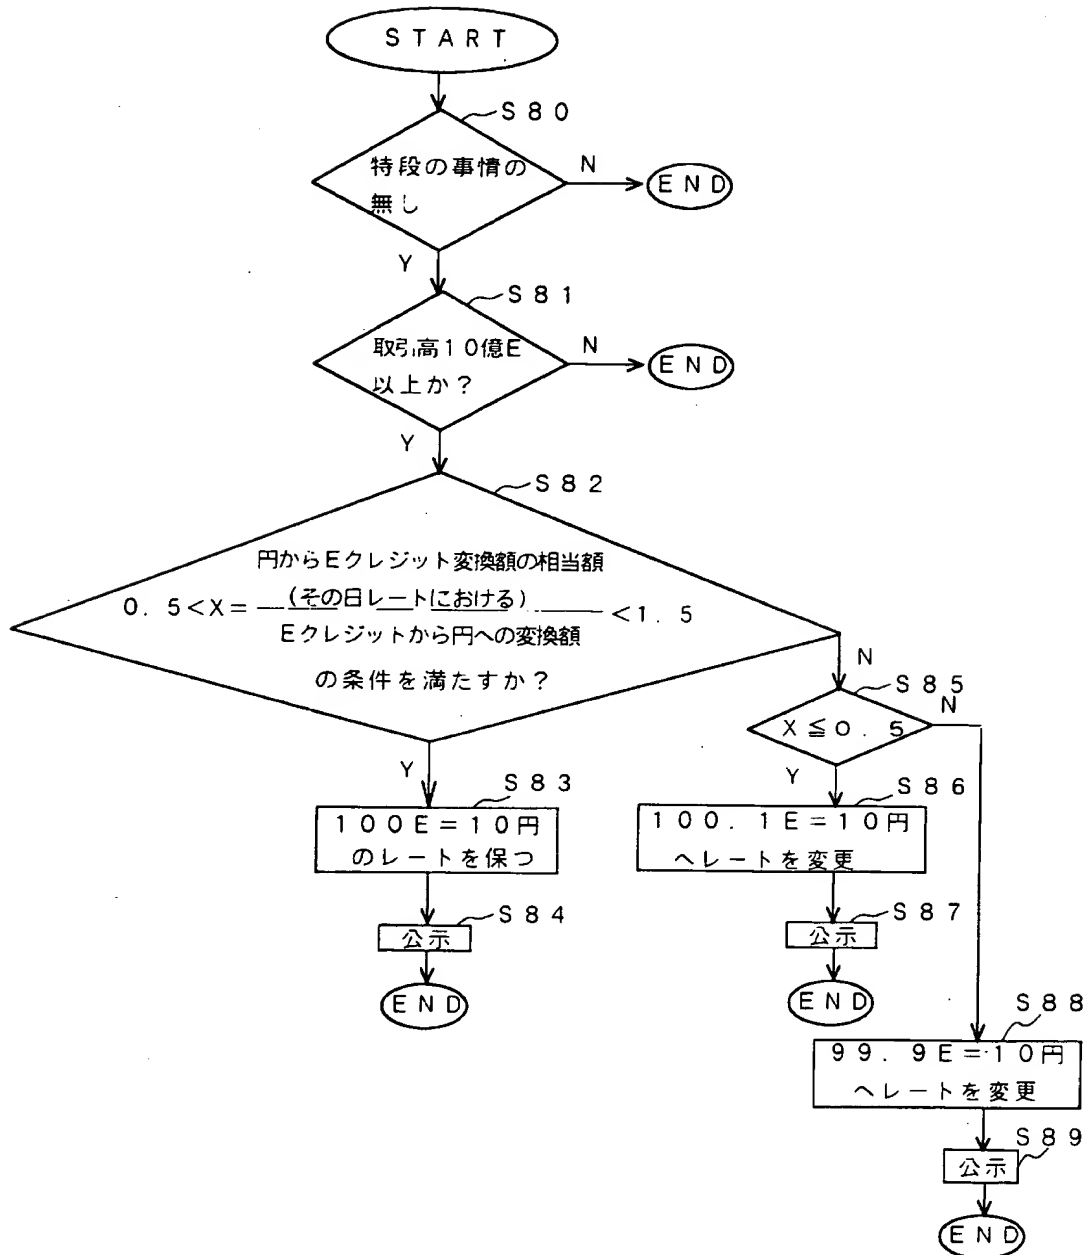 START
S80
特段の事情の
無し
N
END
Y
S81
取引高10億E
以上か？
N
END
Y
S82
円からEクレジット変換額の相当額
(その日レートにおける)
0.5<X= <1.5
Eクレジットから円への変換額
の条件を満たすか？
N
S85
N
X≦0.5
Y
Y
S83
S86
100E=10円
のレートを保つ
100.1E=10円
へレートを変更
S84
S87
公示
公示
END
END
S88
99.9E=10円
へレートを変更
S89
公示
END